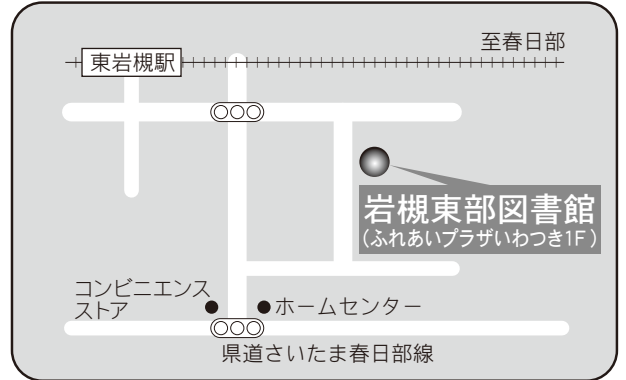 至春日部
東岩槻駅
岩槻東部図書館
(ふれあいプラザいわつき1F)
コンビニエンス
ストア
ホームセンター
県道さいたま春日部線